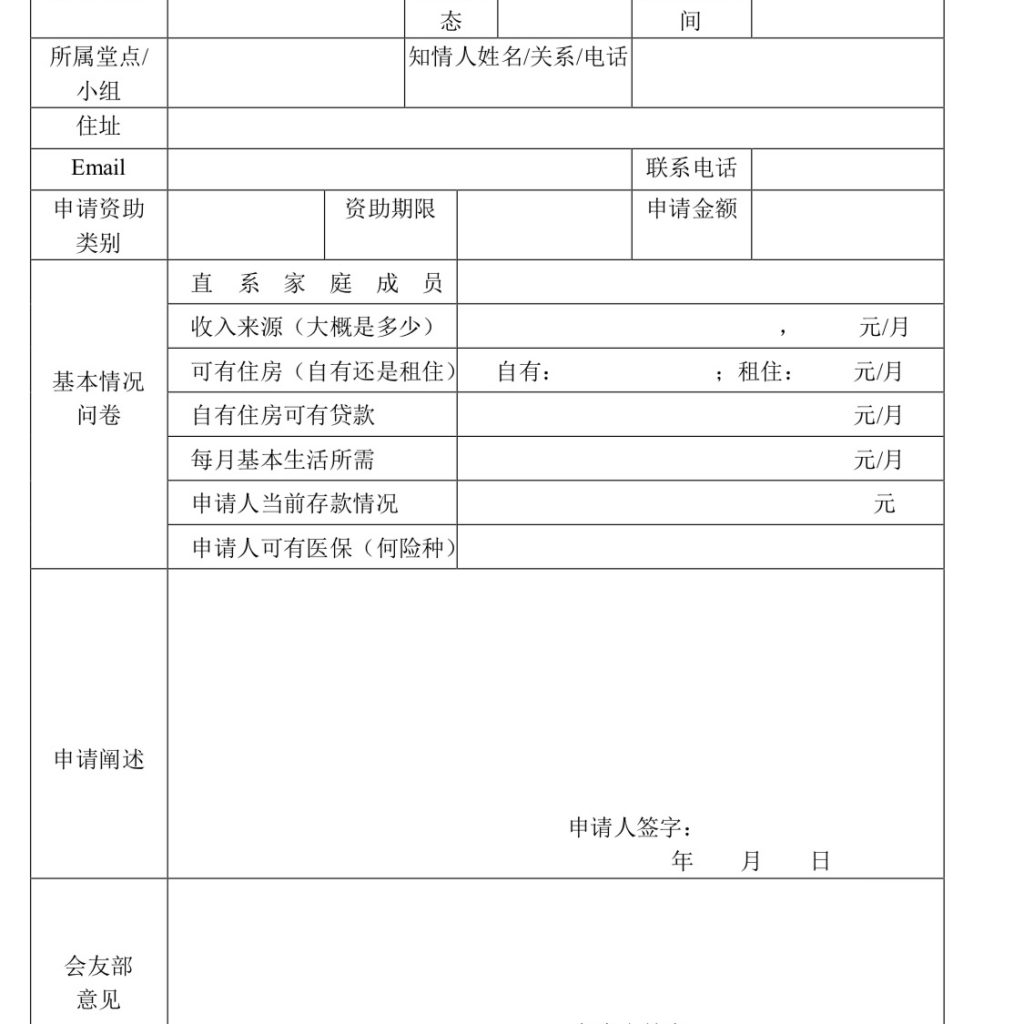 态 间
所属堂点/ 知情人姓名/关系/电话
小组
住址
Email 联系电话
申请资助 资助期限 申请金额
类别
直系家庭成员
收入来源（大概是多少） ， 元/月
基本情况
问卷
可有住房（自有还是租住） 自有： ；租住： 元/月
自有住房可有贷款 元/月
每月基本生活所需 元/月
申请人当前存款情况 元
申请人可有医保（何险种）
申请阐述
申请人签字：
年 月 日
会友部
意见